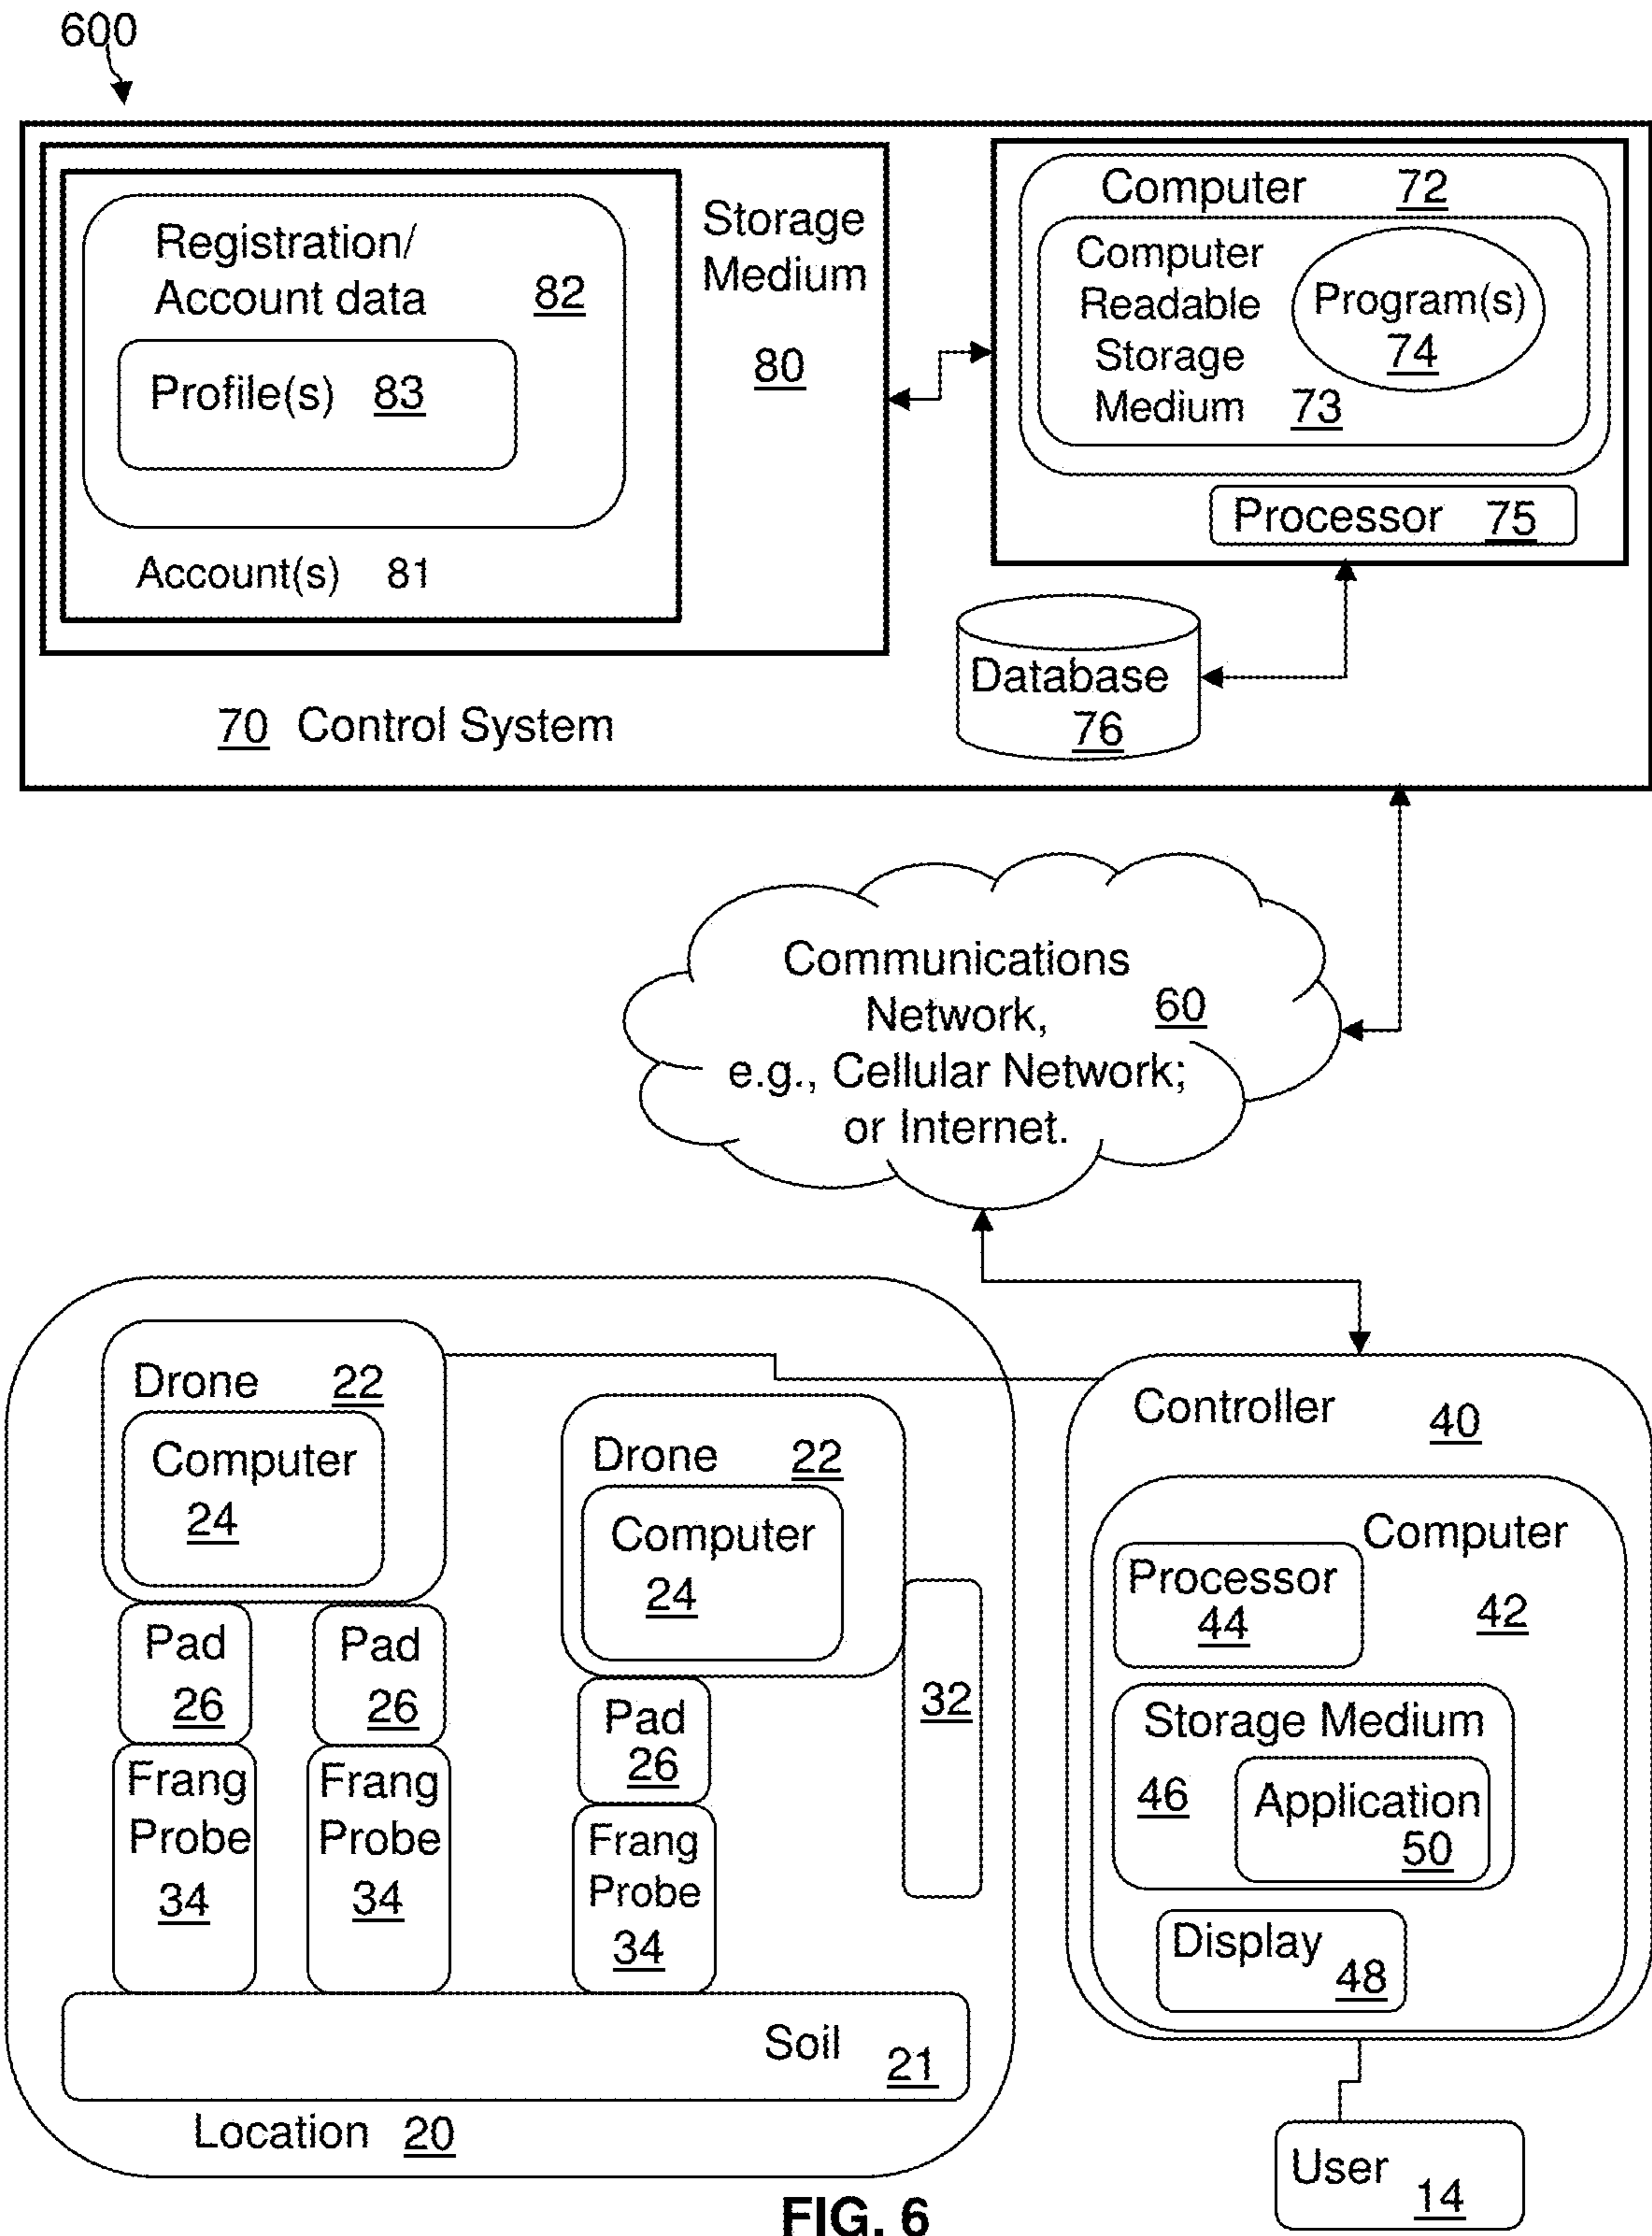 600
Registration/
Account data 82
Profile(s) 83
Account(s) 81
Storage
Medium
80
Computer 72
Computer
Readable
Storage
Medium 73
Program(s)
74
Processor 75
Database
76
70 Control System
Communications
Network, 60
e.g., Cellular Network;
or Internet.
Drone 22
Computer
24
Pad
26
Pad
26
Frang
Probe
34
Frang
Probe
34
Drone 22
Computer
24
Pad
26
Frang
Probe
34
32
Soil 21
Location 20
Controller 40
Computer
42
Processor
44
Storage Medium
46
Application
50
Display
48
User 14
FIG. 6